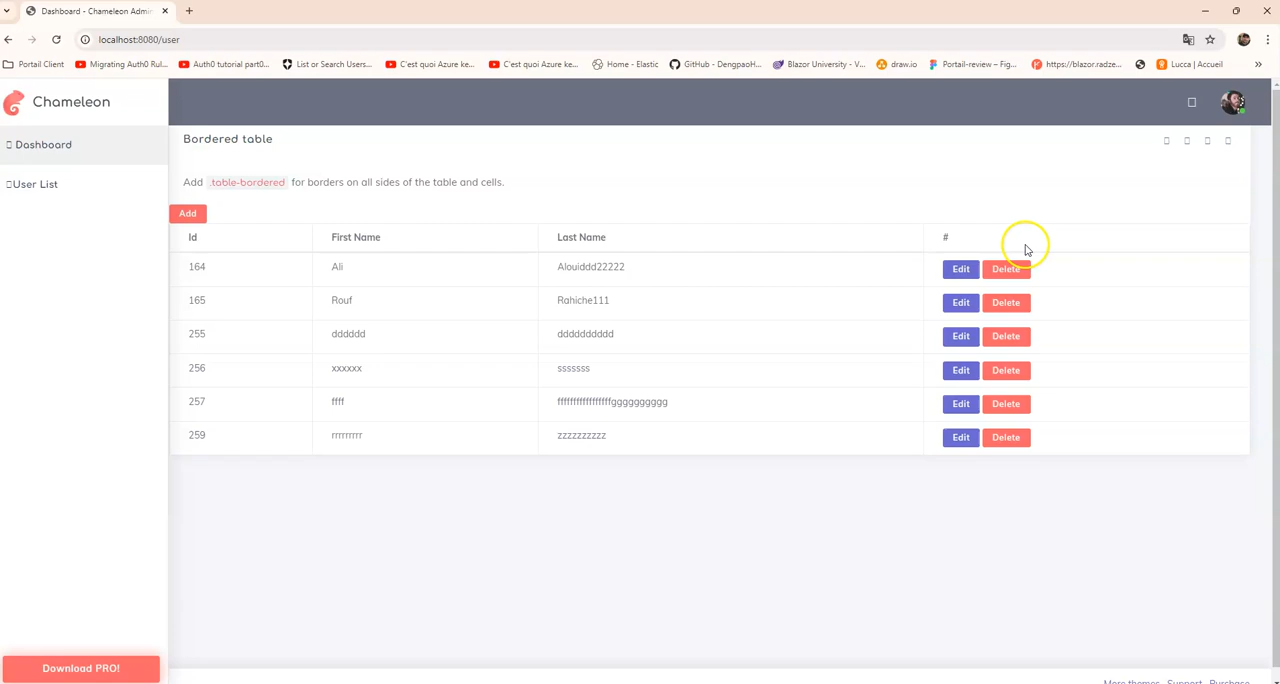 Dashboard - Chameleon Admi
localhost:8080/user
Portail Client Migrating Auth0 Rul... Auth0 tutorial part0... List or Search Users... C'est quoi Azure ke... C'est quoi Azure ke... Home - Elastic GitHub - DengpaoH... Blazor University - V... draw.io Portail-review – Fig... https://blazor.radze... Lucca | Accueil
Chameleon
Dashboard
User List
Bordered table
Add .table-bordered for borders on all sides of the table and cells.
Add
Id First Name Last Name #
164 Ali Alouiddd22222 Edit Delete
165 Rouf Rahiche111 Edit Delete
255 dddddd dddddddddd Edit Delete
256 xxxxxx sssssss Edit Delete
257 ffff fffffffffffffffffgggggggggg Edit Delete
259 rrrrrrrrr zzzzzzzzzz Edit Delete
Download PRO!
More themes Support Purchase